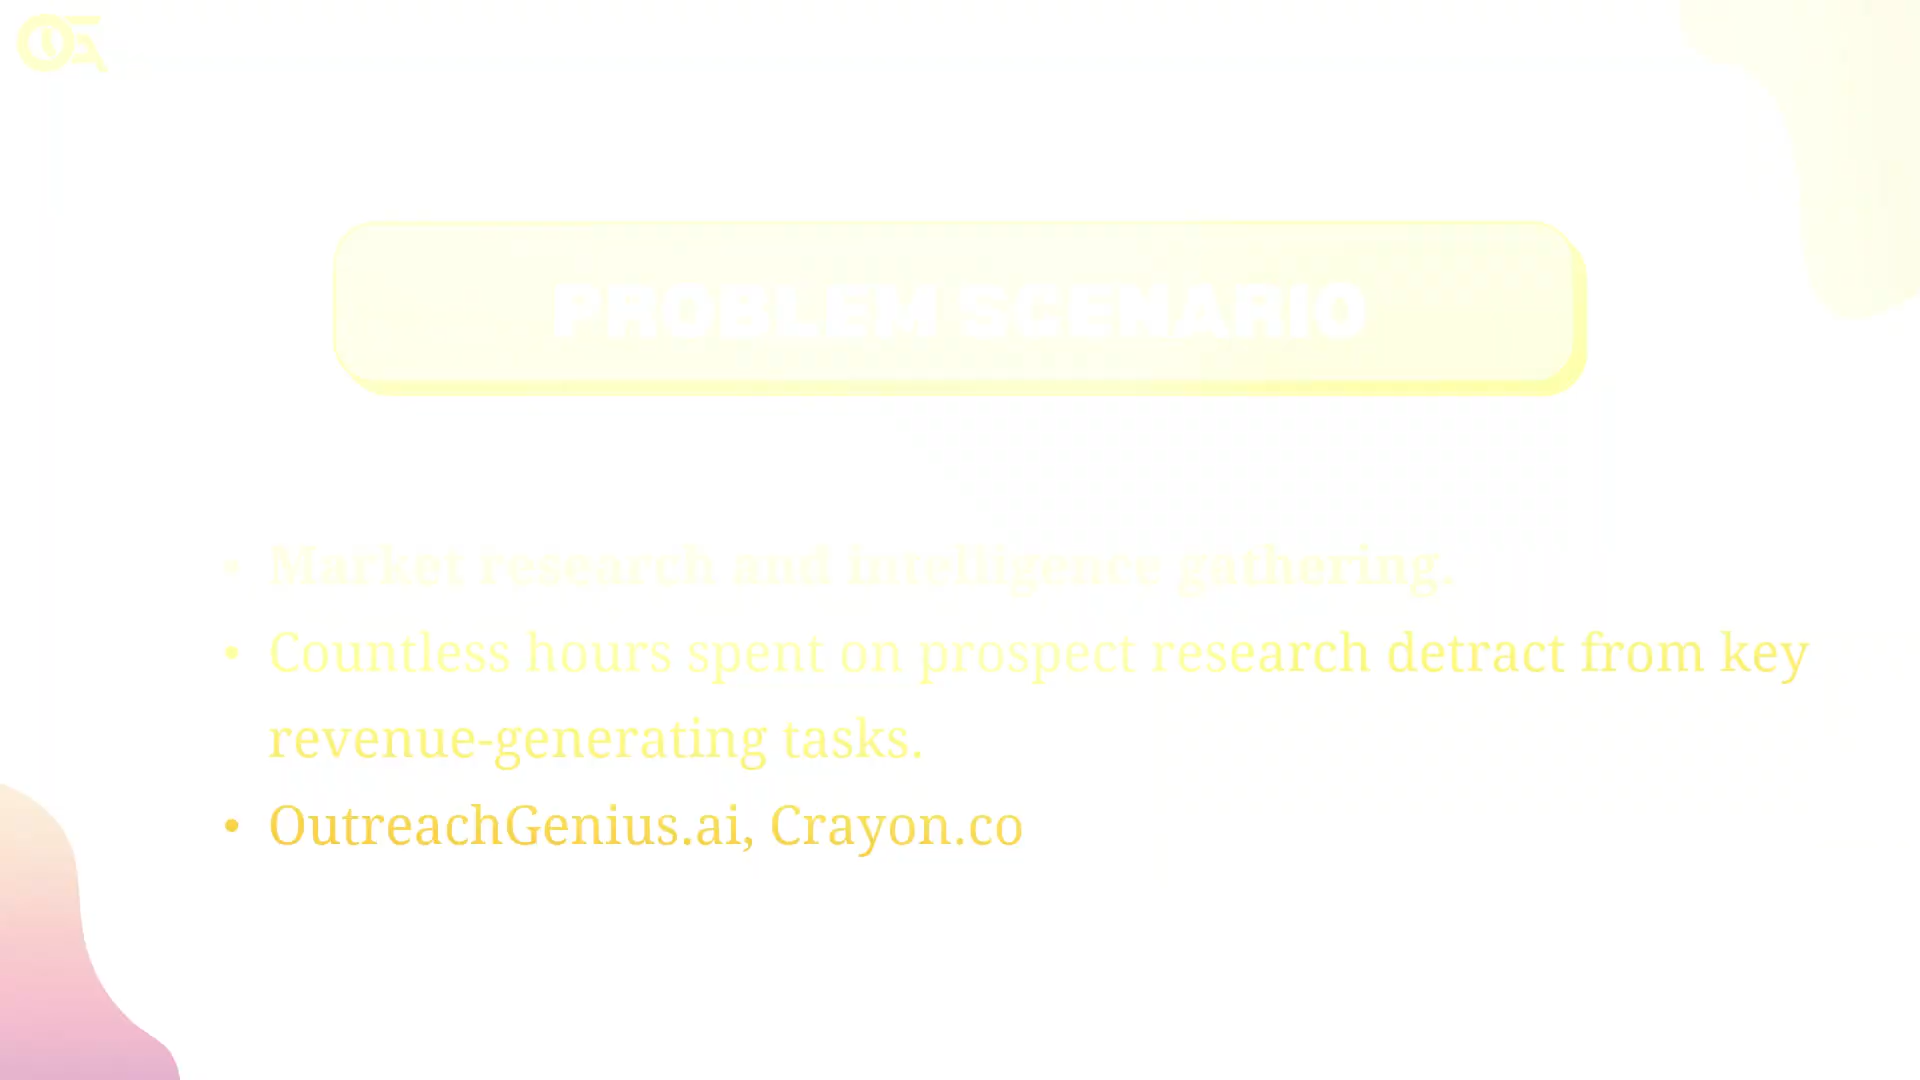 PROBLEM SCENARIO
• Market research and intelligence gathering.
• Countless hours spent on prospect research detract from key
revenue-generating tasks.
• OutreachGenius.ai, Crayon.co